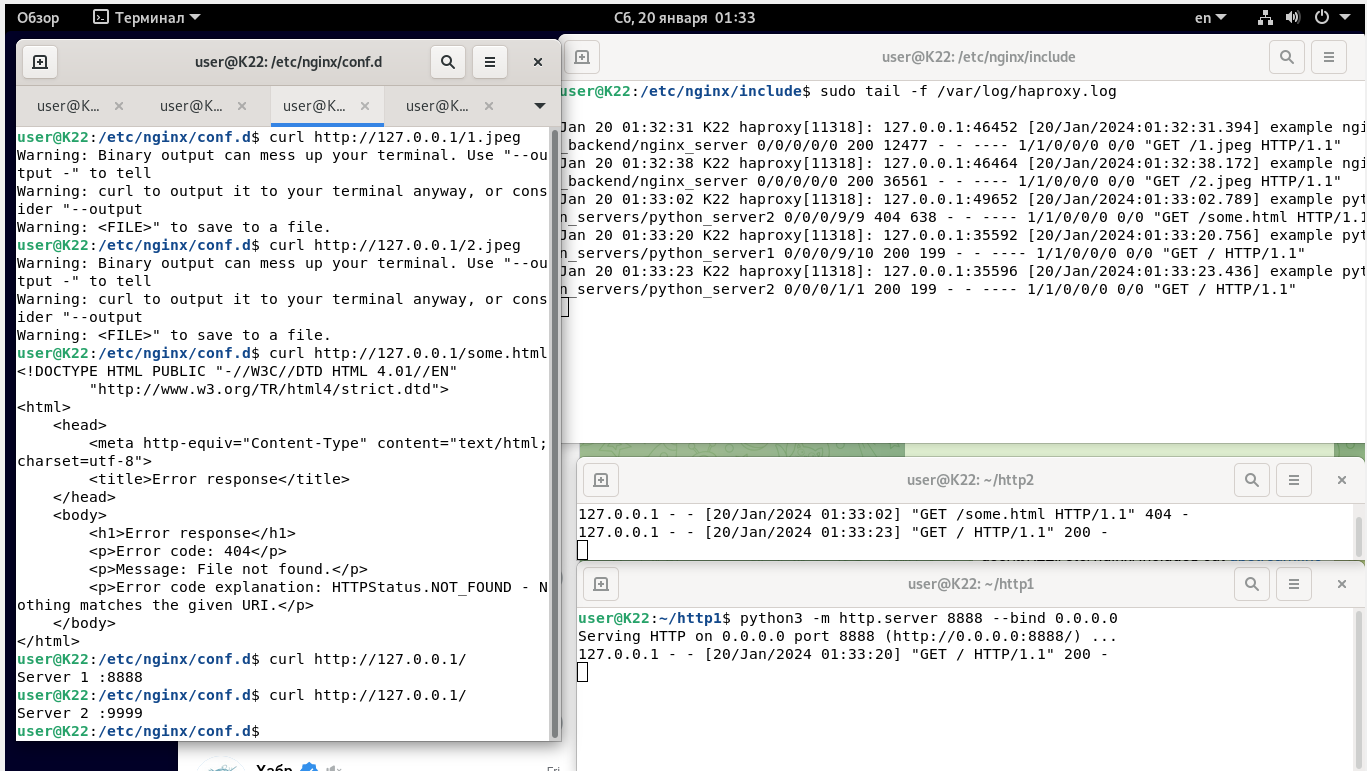 Обзор
Терминал
Сб, 20 января 01:33
en
user@K22: /etc/nginx/conf.d
user@K...
user@K...
user@K...
user@K...
user@K22:/etc/nginx/conf.d$ curl http://127.0.0.1/1.jpeg
Warning: Binary output can mess up your terminal. Use "--ou
tput -" to tell
Warning: curl to output it to your terminal anyway, or cons
ider "--output
Warning: <FILE>" to save to a file.
user@K22:/etc/nginx/conf.d$ curl http://127.0.0.1/2.jpeg
Warning: Binary output can mess up your terminal. Use "--ou
tput -" to tell
Warning: curl to output it to your terminal anyway, or cons
ider "--output
Warning: <FILE>" to save to a file.
user@K22:/etc/nginx/conf.d$ curl http://127.0.0.1/some.html
<!DOCTYPE HTML PUBLIC "-//W3C//DTD HTML 4.01//EN"
        "http://www.w3.org/TR/html4/strict.dtd">
<html>
    <head>
        <meta http-equiv="Content-Type" content="text/html;
charset=utf-8">
        <title>Error response</title>
    </head>
    <body>
        <h1>Error response</h1>
        <p>Error code: 404</p>
        <p>Message: File not found.</p>
        <p>Error code explanation: HTTPStatus.NOT_FOUND - N
othing matches the given URI.</p>
    </body>
</html>
user@K22:/etc/nginx/conf.d$ curl http://127.0.0.1/
Server 1 :8888
user@K22:/etc/nginx/conf.d$ curl http://127.0.0.1/
Server 2 :9999
user@K22:/etc/nginx/conf.d$
user@K22: /etc/nginx/include
user@K22:/etc/nginx/include$ sudo tail -f /var/log/haproxy.log
Jan 20 01:32:31 K22 haproxy[11318]: 127.0.0.1:46452 [20/Jan/2024:01:32:31.394] example ngi
_backend/nginx_server 0/0/0/0/0 200 12477 - - ---- 1/1/0/0/0 0/0 "GET /1.jpeg HTTP/1.1"
Jan 20 01:32:38 K22 haproxy[11318]: 127.0.0.1:46464 [20/Jan/2024:01:32:38.172] example ngi
_backend/nginx_server 0/0/0/0/0 200 36561 - - ---- 1/1/0/0/0 0/0 "GET /2.jpeg HTTP/1.1"
Jan 20 01:33:02 K22 haproxy[11318]: 127.0.0.1:49652 [20/Jan/2024:01:33:02.789] example pyt
n_servers/python_server2 0/0/0/9/9 404 638 - - ---- 1/1/0/0/0 0/0 "GET /some.html HTTP/1.1
Jan 20 01:33:20 K22 haproxy[11318]: 127.0.0.1:35592 [20/Jan/2024:01:33:20.756] example pyt
n_servers/python_server1 0/0/0/9/10 200 199 - - ---- 1/1/0/0/0 0/0 "GET / HTTP/1.1"
Jan 20 01:33:23 K22 haproxy[11318]: 127.0.0.1:35596 [20/Jan/2024:01:33:23.436] example pyt
n_servers/python_server2 0/0/0/1/1 200 199 - - ---- 1/1/0/0/0 0/0 "GET / HTTP/1.1"
user@K22: ~/http2
127.0.0.1 - - [20/Jan/2024 01:33:02] "GET /some.html HTTP/1.1" 404 -
127.0.0.1 - - [20/Jan/2024 01:33:23] "GET / HTTP/1.1" 200 -
user@K22: ~/http1
user@K22:~/http1$ python3 -m http.server 8888 --bind 0.0.0.0
Serving HTTP on 0.0.0.0 port 8888 (http://0.0.0.0:8888/) ...
127.0.0.1 - - [20/Jan/2024 01:33:20] "GET / HTTP/1.1" 200 -
Хабр
Fri